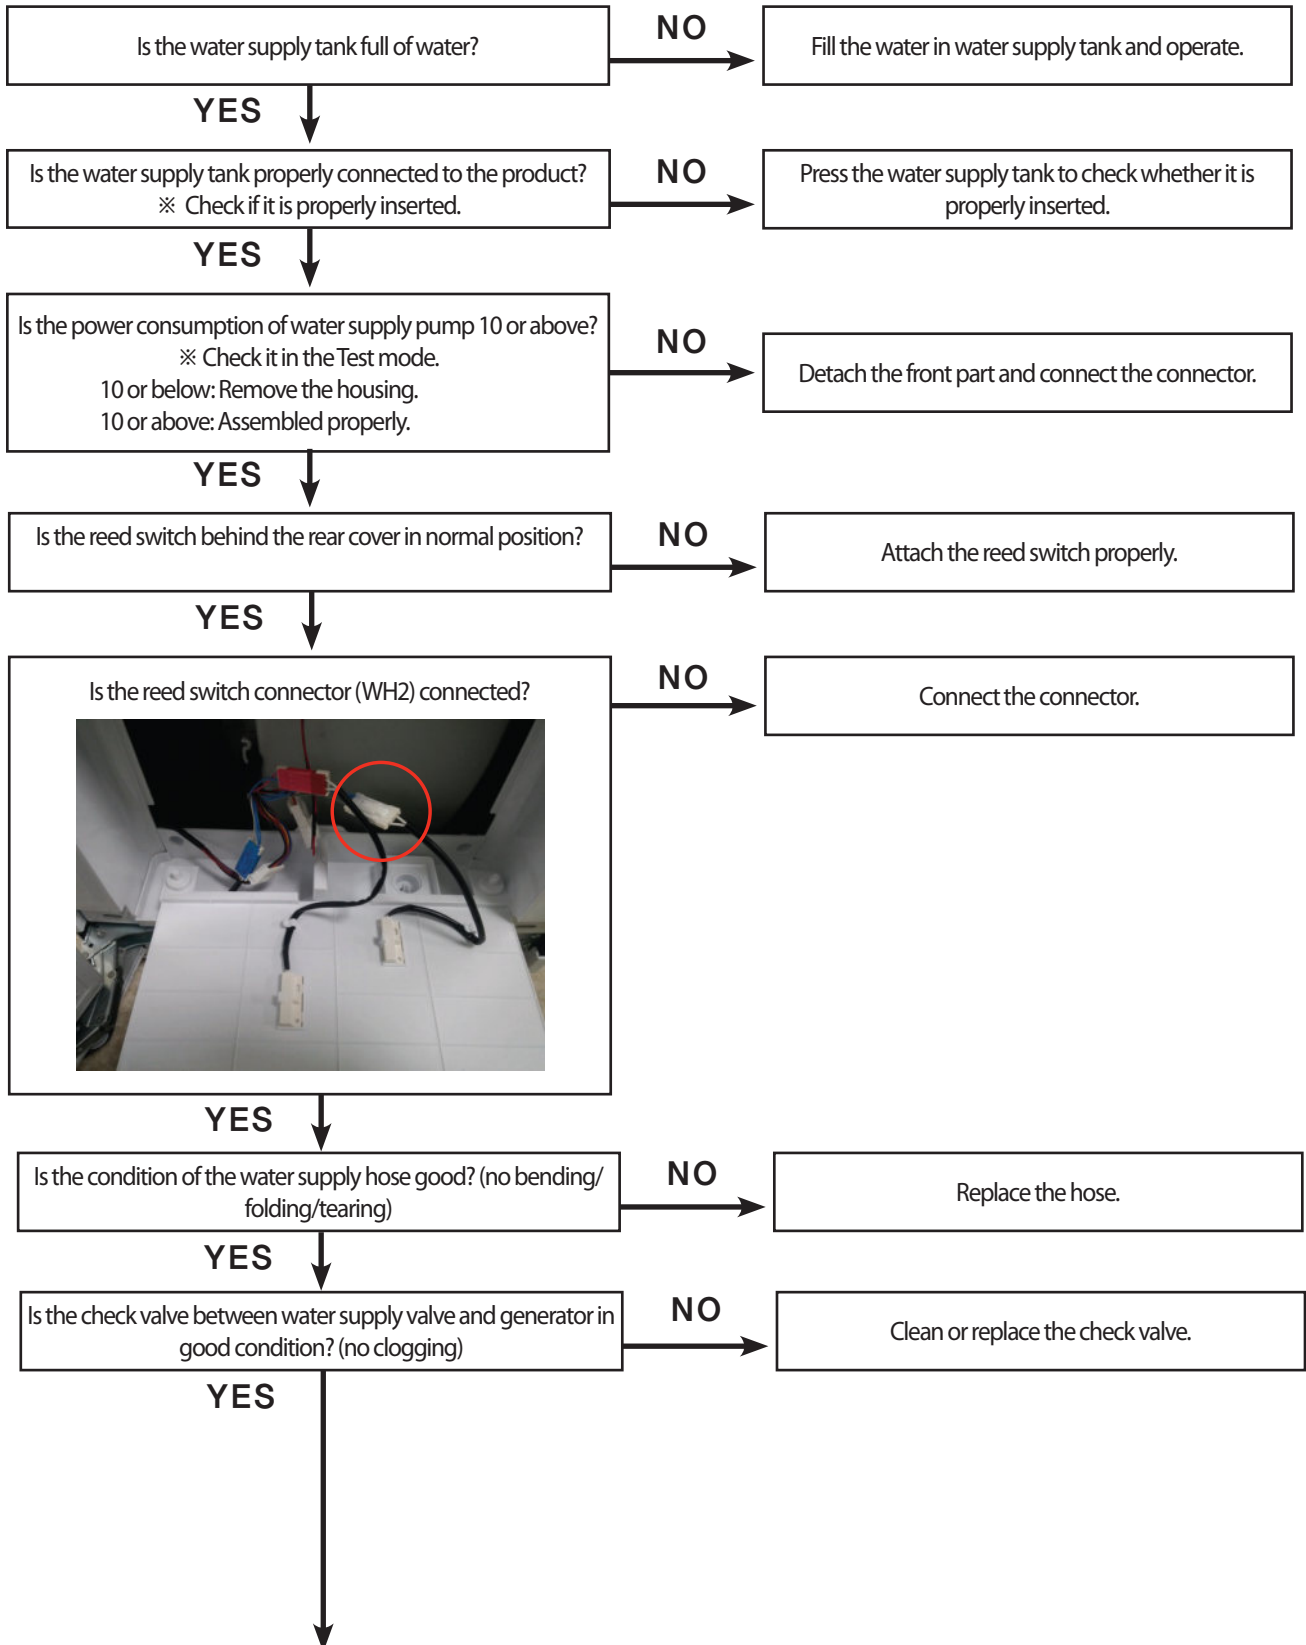 Is the water supply tank full of water?
NO
Fill the water in water supply tank and operate.
YES
Is the water supply tank properly connected to the product?
※ Check if it is properly inserted.
NO
Press the water supply tank to check whether it is
properly inserted.
YES
Is the power consumption of water supply pump 10 or above?
※ Check it in the Test mode.
10 or below: Remove the housing.
10 or above: Assembled properly.
NO
Detach the front part and connect the connector.
YES
Is the reed switch behind the rear cover in normal position?
NO
Attach the reed switch properly.
YES
Is the reed switch connector (WH2) connected?
NO
Connect the connector.
YES
Is the condition of the water supply hose good? (no bending/
folding/tearing)
NO
Replace the hose.
YES
Is the check valve between water supply valve and generator in
good condition? (no clogging)
NO
Clean or replace the check valve.
YES